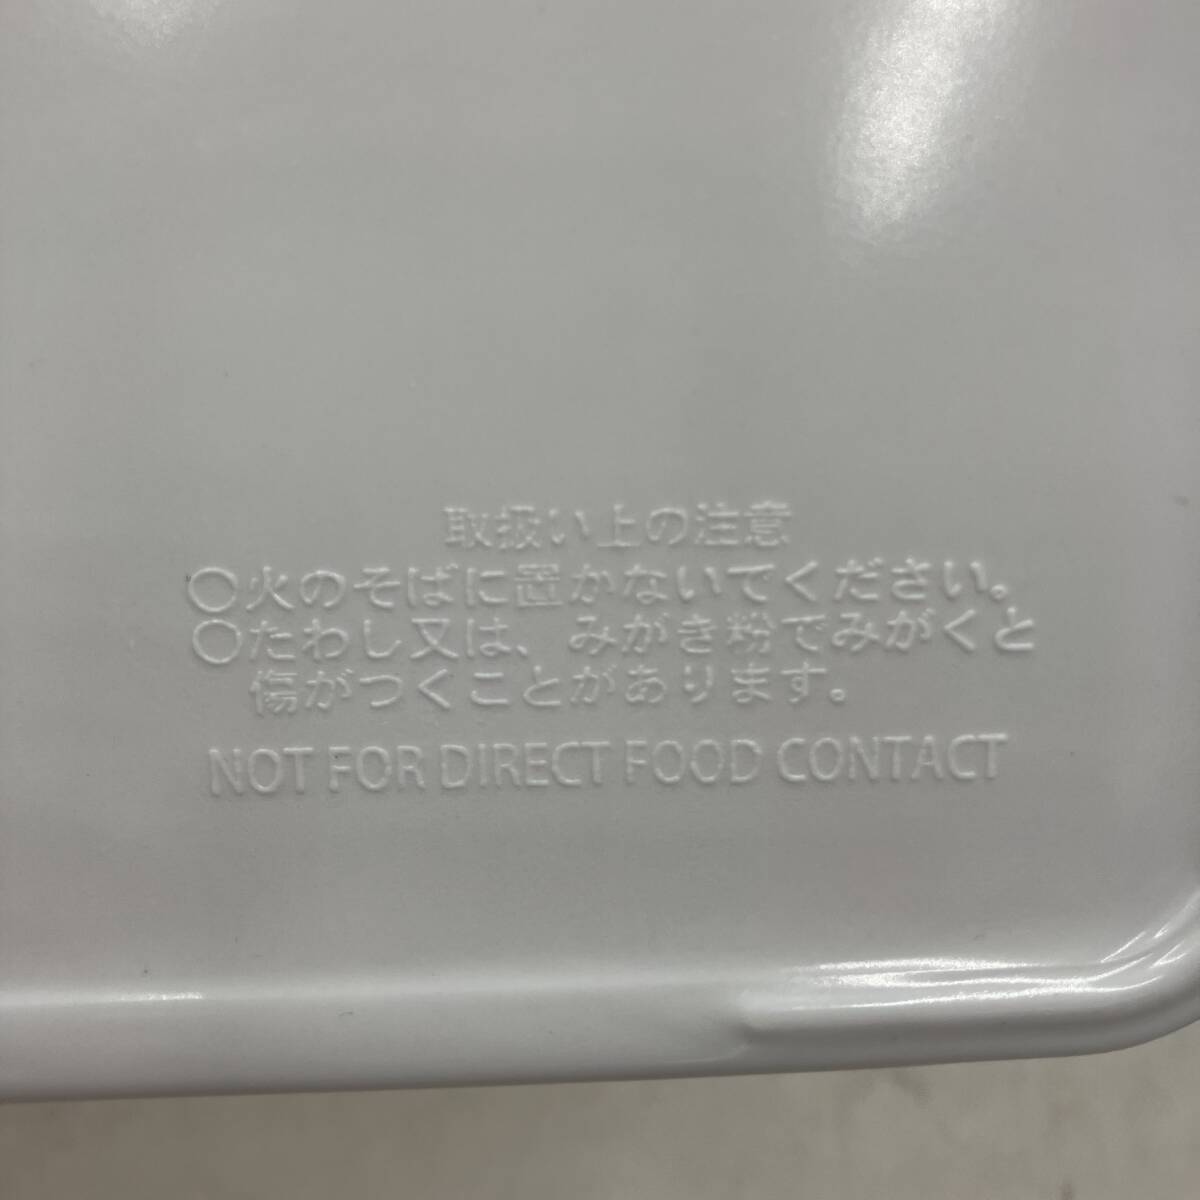 取扱い上の注意
○火のそばに置かないでください。
○たわし又は、みがき粉でみがくと
傷がつくことがあります。
NOT FOR DIRECT FOOD CONTACT